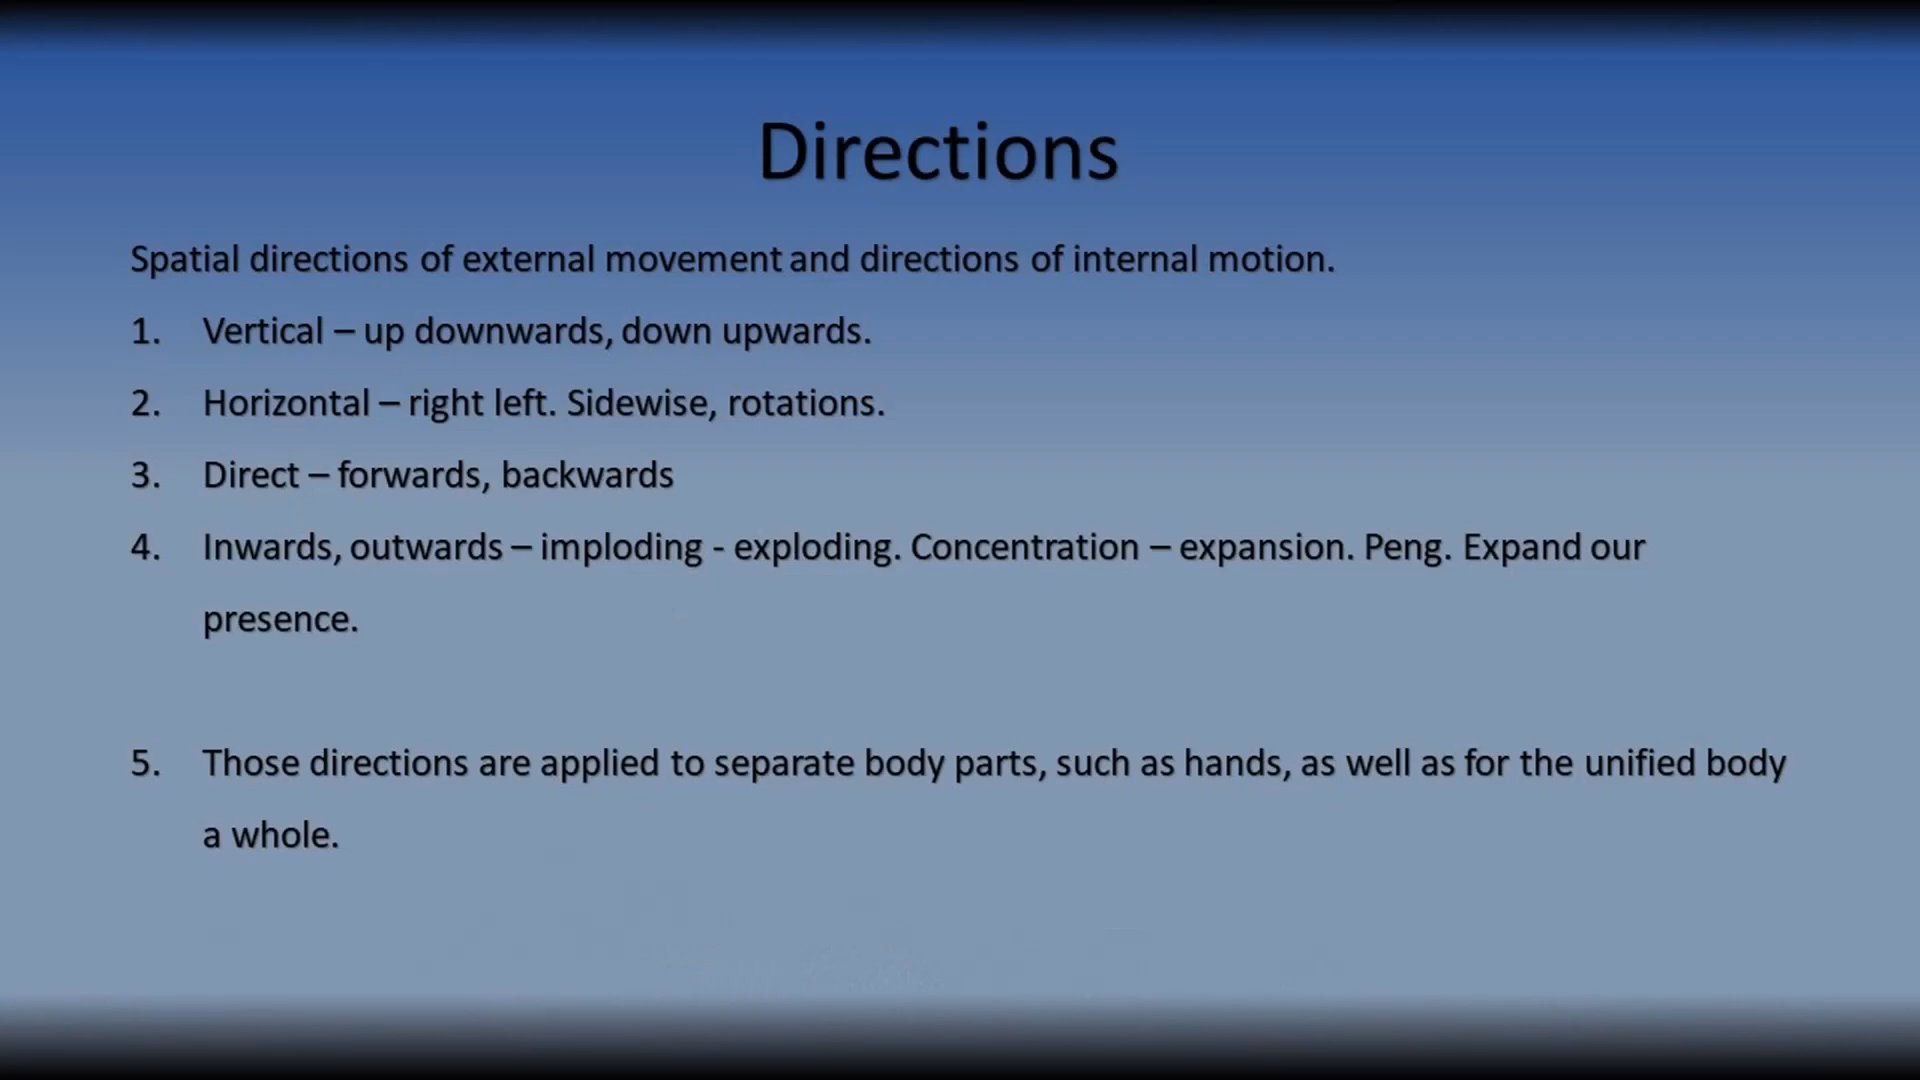 Directions
Spatial directions of external movement and directions of internal motion.
1. Vertical – up downwards, down upwards.
2. Horizontal – right left. Sidewise, rotations.
3. Direct – forwards, backwards
4. Inwards, outwards – imploding - exploding. Concentration – expansion. Peng. Expand our
presence.
5. Those directions are applied to separate body parts, such as hands, as well as for the unified body
a whole.